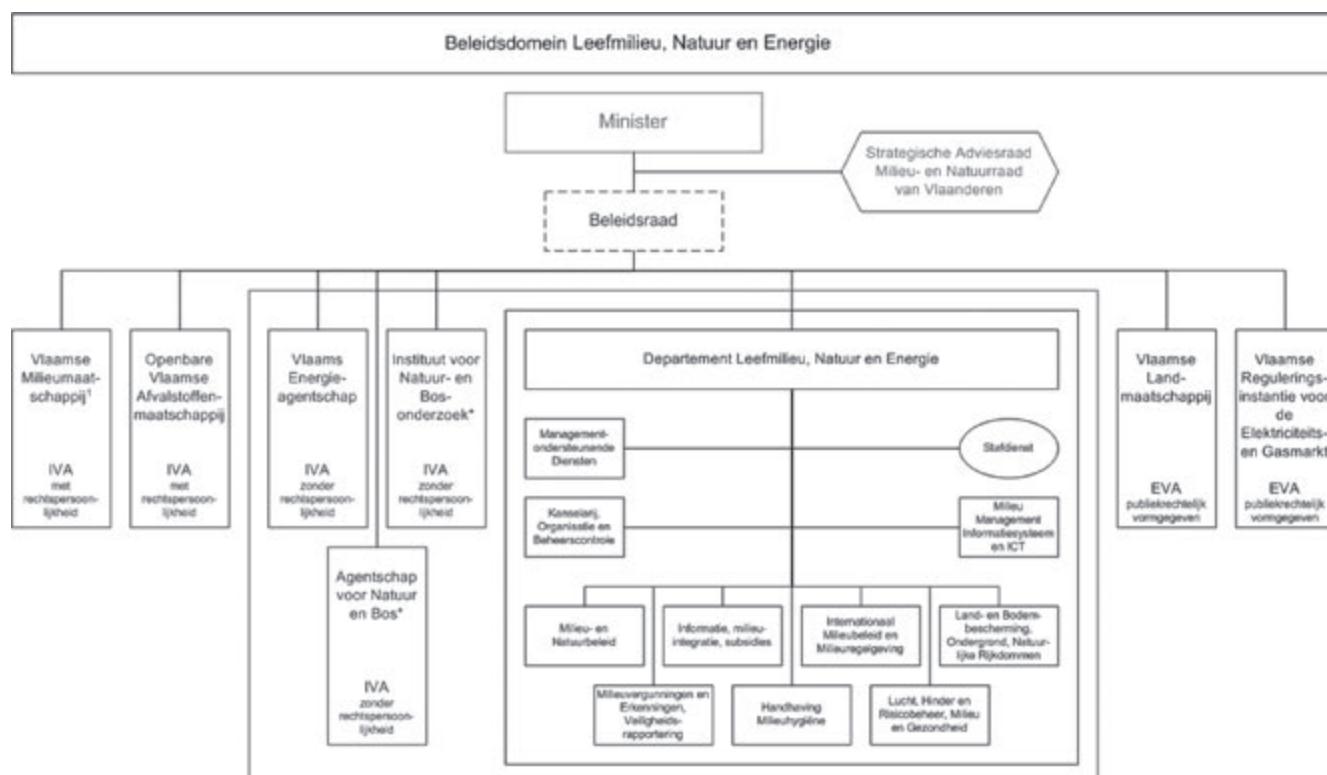 Beleidsdomein Leefmilieu, Natuur en Energie
Minister
Strategische Adviesraad
Milieu- en Natuurraad
van Vlaanderen
Beleidsraad
Vlaamse
Milieumaat-
schappij¹
IVA
met
rechtspersoon-
lijkheid
Openbare
Vlaamse
Afvalstoffen-
maatschappij
IVA
met
rechtspersoon-
lijkheid
Vlaams
Energie-
agentschap
IVA
zonder
rechtspersoon-
lijkheid
Instituut voor
Natuur- en
Bos-
onderzoek*
IVA
zonder
rechtspersoon-
lijkheid
Agentschap
voor Natuur
en Bos*
IVA
zonder
rechtspersoon-
lijkheid
Departement Leefmilieu, Natuur en Energie
Management-
ondersteunende
Diensten
Stafdienst
Kanselarij,
Organisatie en
Beheerscontrole
Milieu
Management
Informatiesysteem
en ICT
Milieu- en
Natuurbeleid
Informatie, milieu-
integratie, subsidies
Internationaal
Milieubeleid en
Milieuregelgeving
Land- en Bodem-
bescherming,
Ondergrond, Natuur-
lijke Rijkdommen
Milieuvergunningen en
Erkenningen,
Veiligheids-
rapportering
Handhaving
Milieuhygiëne
Lucht, Hinder en
Risicobeheer, Milieu
en Gezondheid
Vlaamse
Land-
maatschappij
EVA
publiekrechtelijk
vormgegeven
Vlaamse
Regulerings-
instantie voor
de
Elektriciteits-
en Gasmarkt
EVA
publiekrechtelijk
vormgegeven